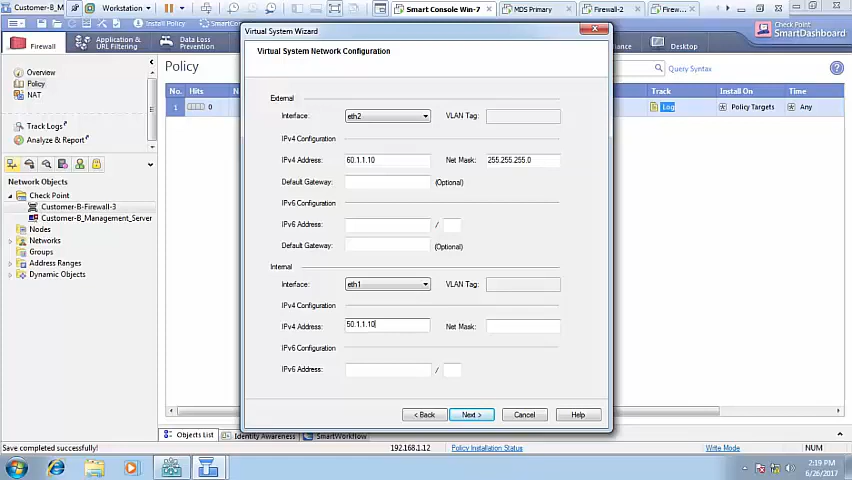 Customer-B_M
Workstation
Smart Console Win-7
MDS Primary
Firewall-2
Firew...
Install Policy
SmartConso
Firewall
Application & URL Filtering
Data Loss Prevention
iance
Desktop
Check Point
SmartDashboard
Overview
Policy
NAT
Track Logs
Analyze & Report
Network Objects
Check Point
Customer-B-Firewall-3
Customer-B_Management_Server
Nodes
Networks
Groups
Address Ranges
Dynamic Objects
Policy
Query Syntax
No.
Hits
N
Track
Install On
Time
1
0
Log
Policy Targets
Any
Virtual System Wizard
Virtual System Network Configuration
External
Interface:
eth2
VLAN Tag:
IPv4 Configuration
IPv4 Address:
60.1.1.10
Net Mask:
255.255.255.0
Default Gateway:
(Optional)
IPv6 Configuration
IPv6 Address:
/
Default Gateway:
(Optional)
Internal
Interface:
eth1
VLAN Tag:
IPv4 Configuration
IPv4 Address:
50.1.1.10
Net Mask:
IPv6 Configuration
IPv6 Address:
/
< Back
Next >
Cancel
Help
Objects List
Identity Awareness
SmartWorkflow
Save completed successfully!
192.168.1.12
Policy Installation Status
Write Mode
NUM
2:19 PM
6/26/2017